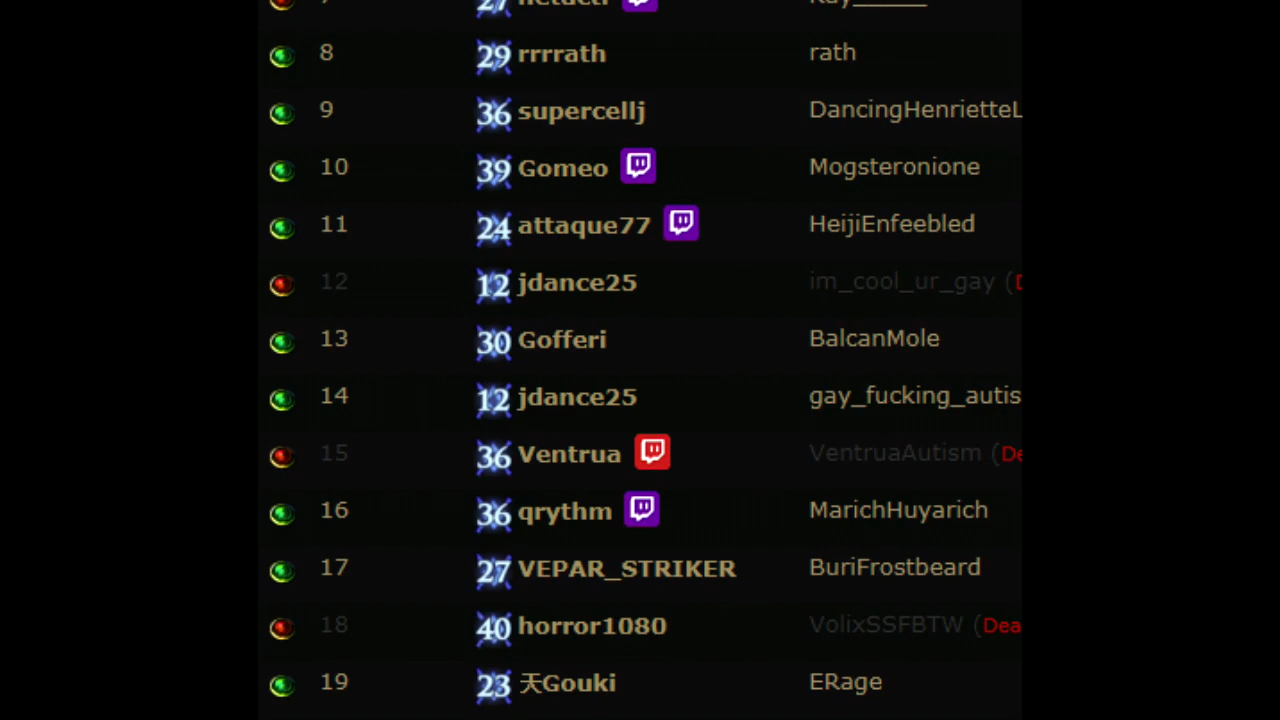 8 29 rrrrath rath
9 36 supercellj DancingHenrietteL
10 39 Gomeo Mogsteronione
11 24 attaque77 HeijiEnfeebled
12 12 jdance25 im_cool_ur_gay (D
13 30 Gofferi BalcanMole
14 12 jdance25 gay_fucking_autis
15 36 Ventrua VentruaAutism (De
16 36 qrythm MarichHuyarich
17 27 VEPAR_STRIKER BuriFrostbeard
18 40 horror1080 VolixSSFBTW (Dea
19 23 天Gouki ERage